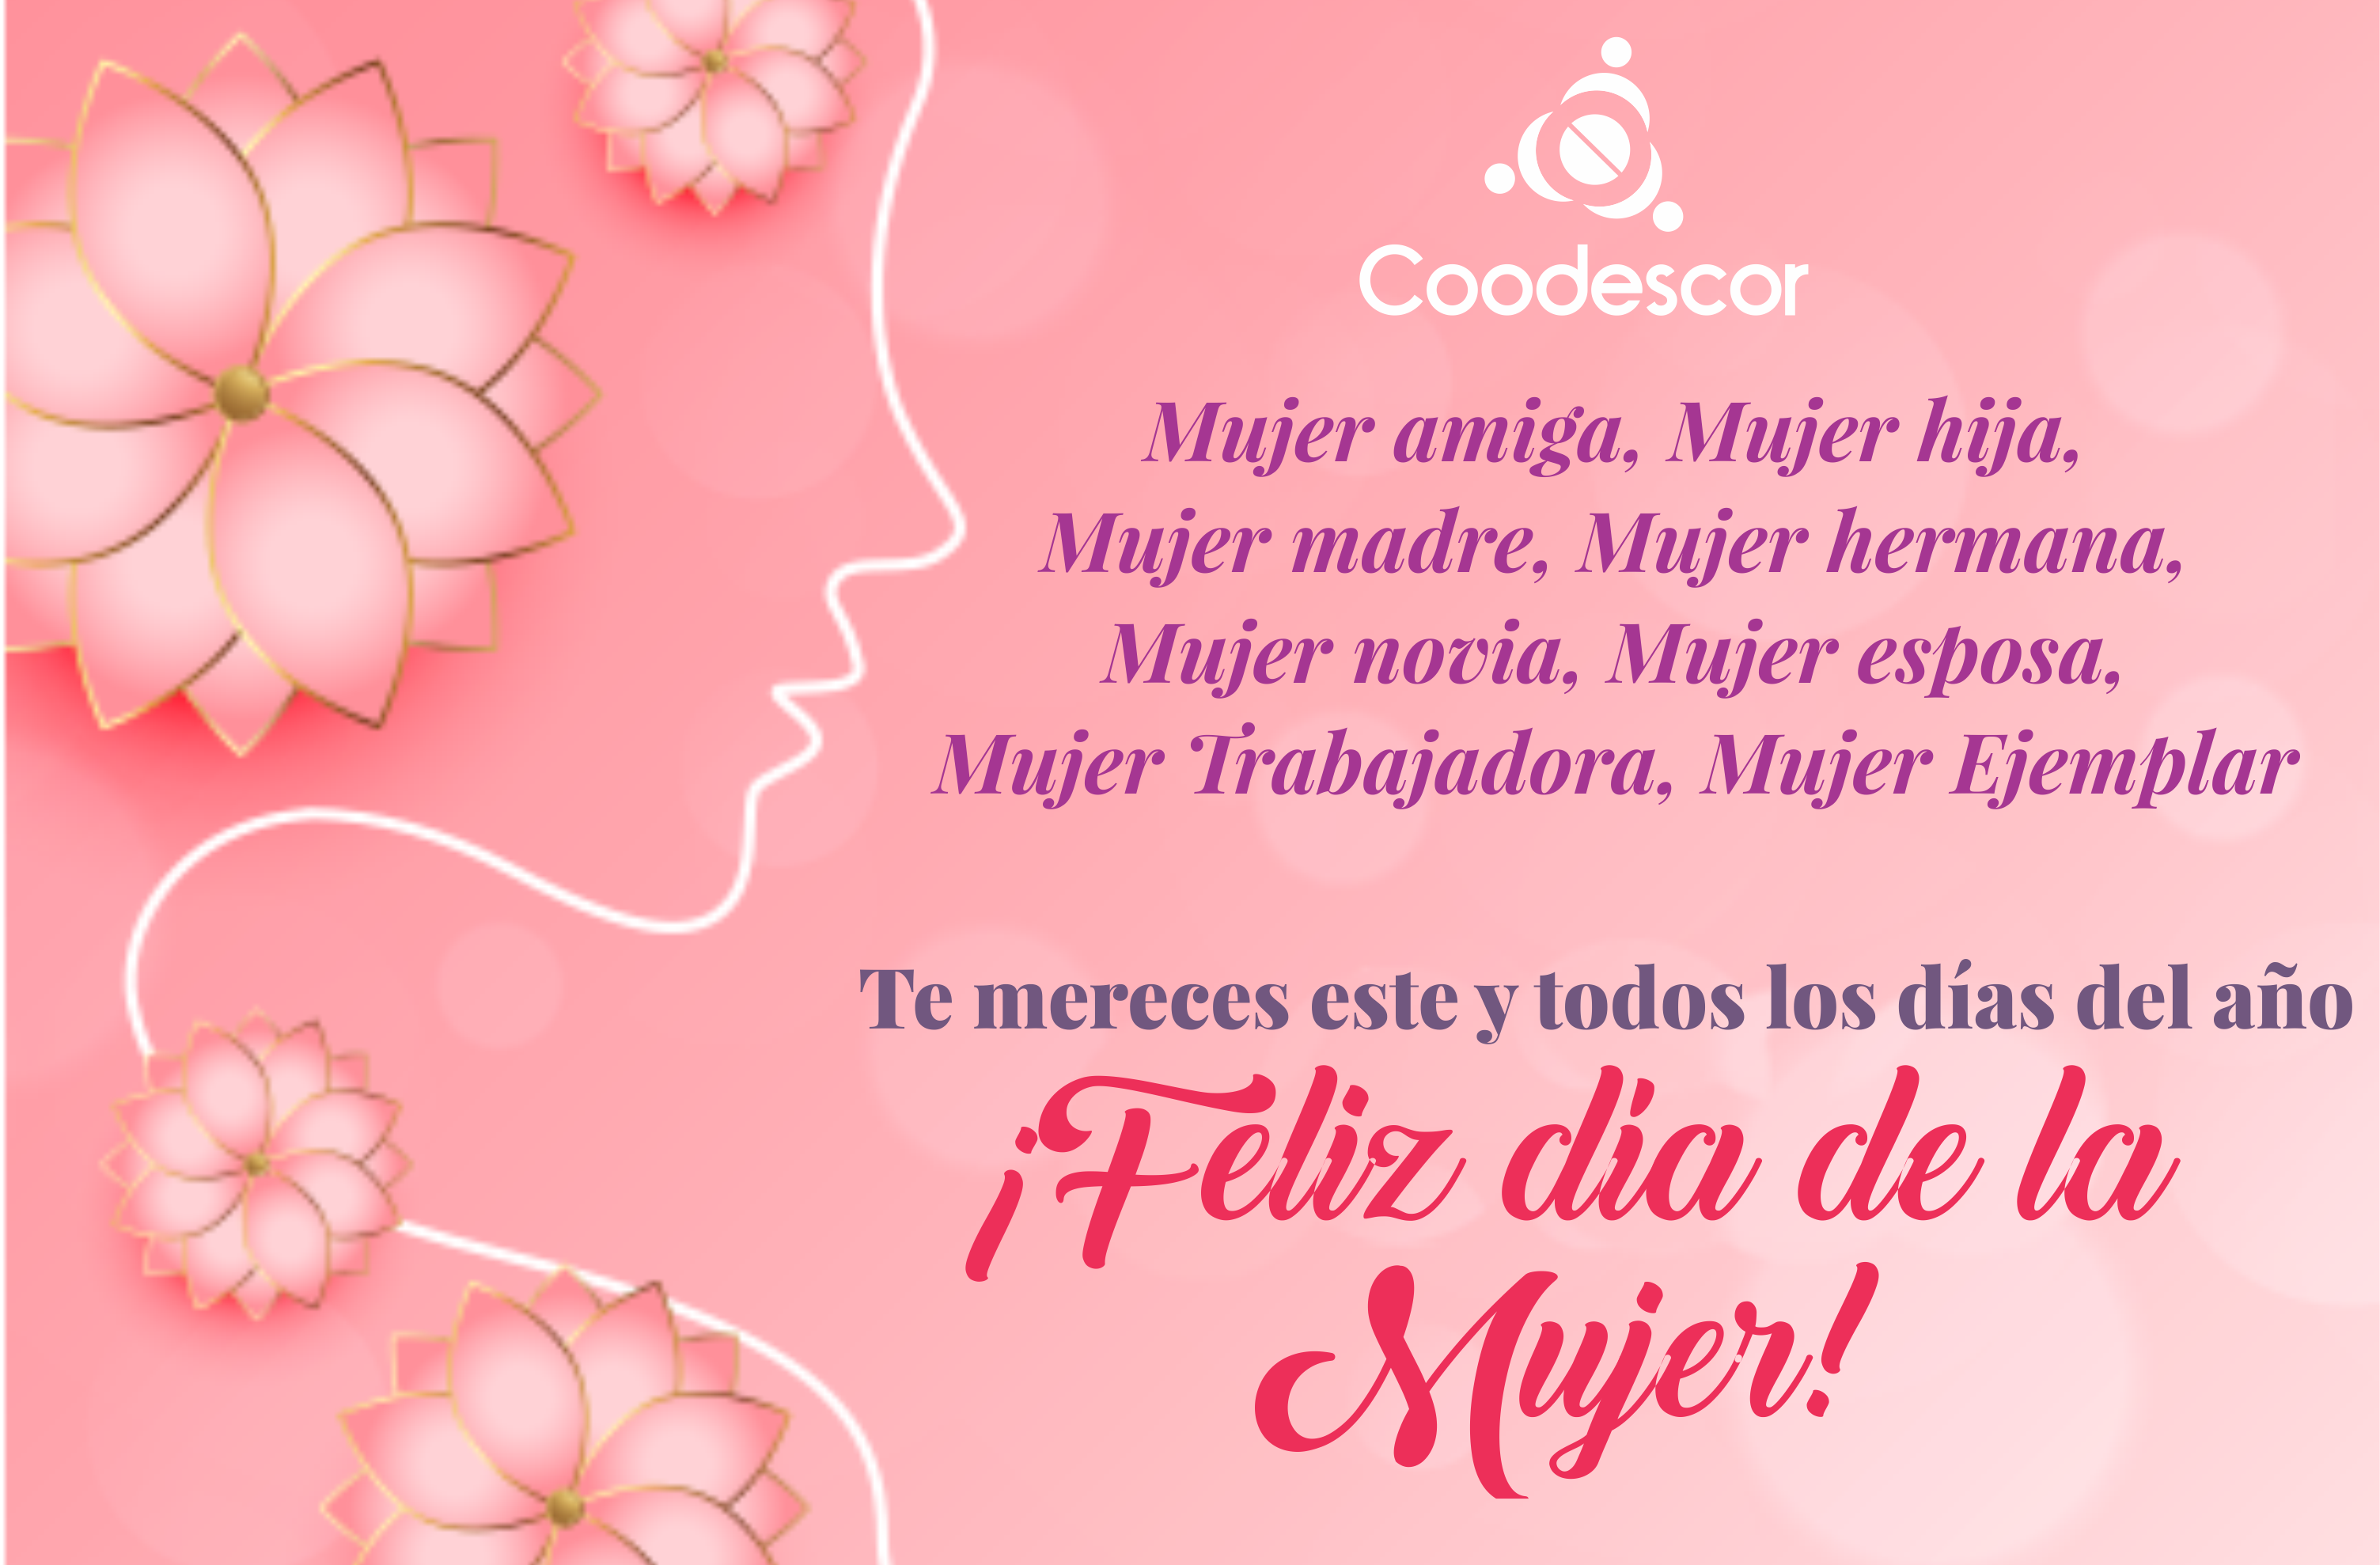 Coodescor
Mujer amiga, Mujer hija,
Mujer madre, Mujer hermana,
Mujer novia, Mujer esposa,
Mujer Trabajadora, Mujer Ejemplar
Te mereces este y todos los días del año
¡Feliz día de la
Mujer!